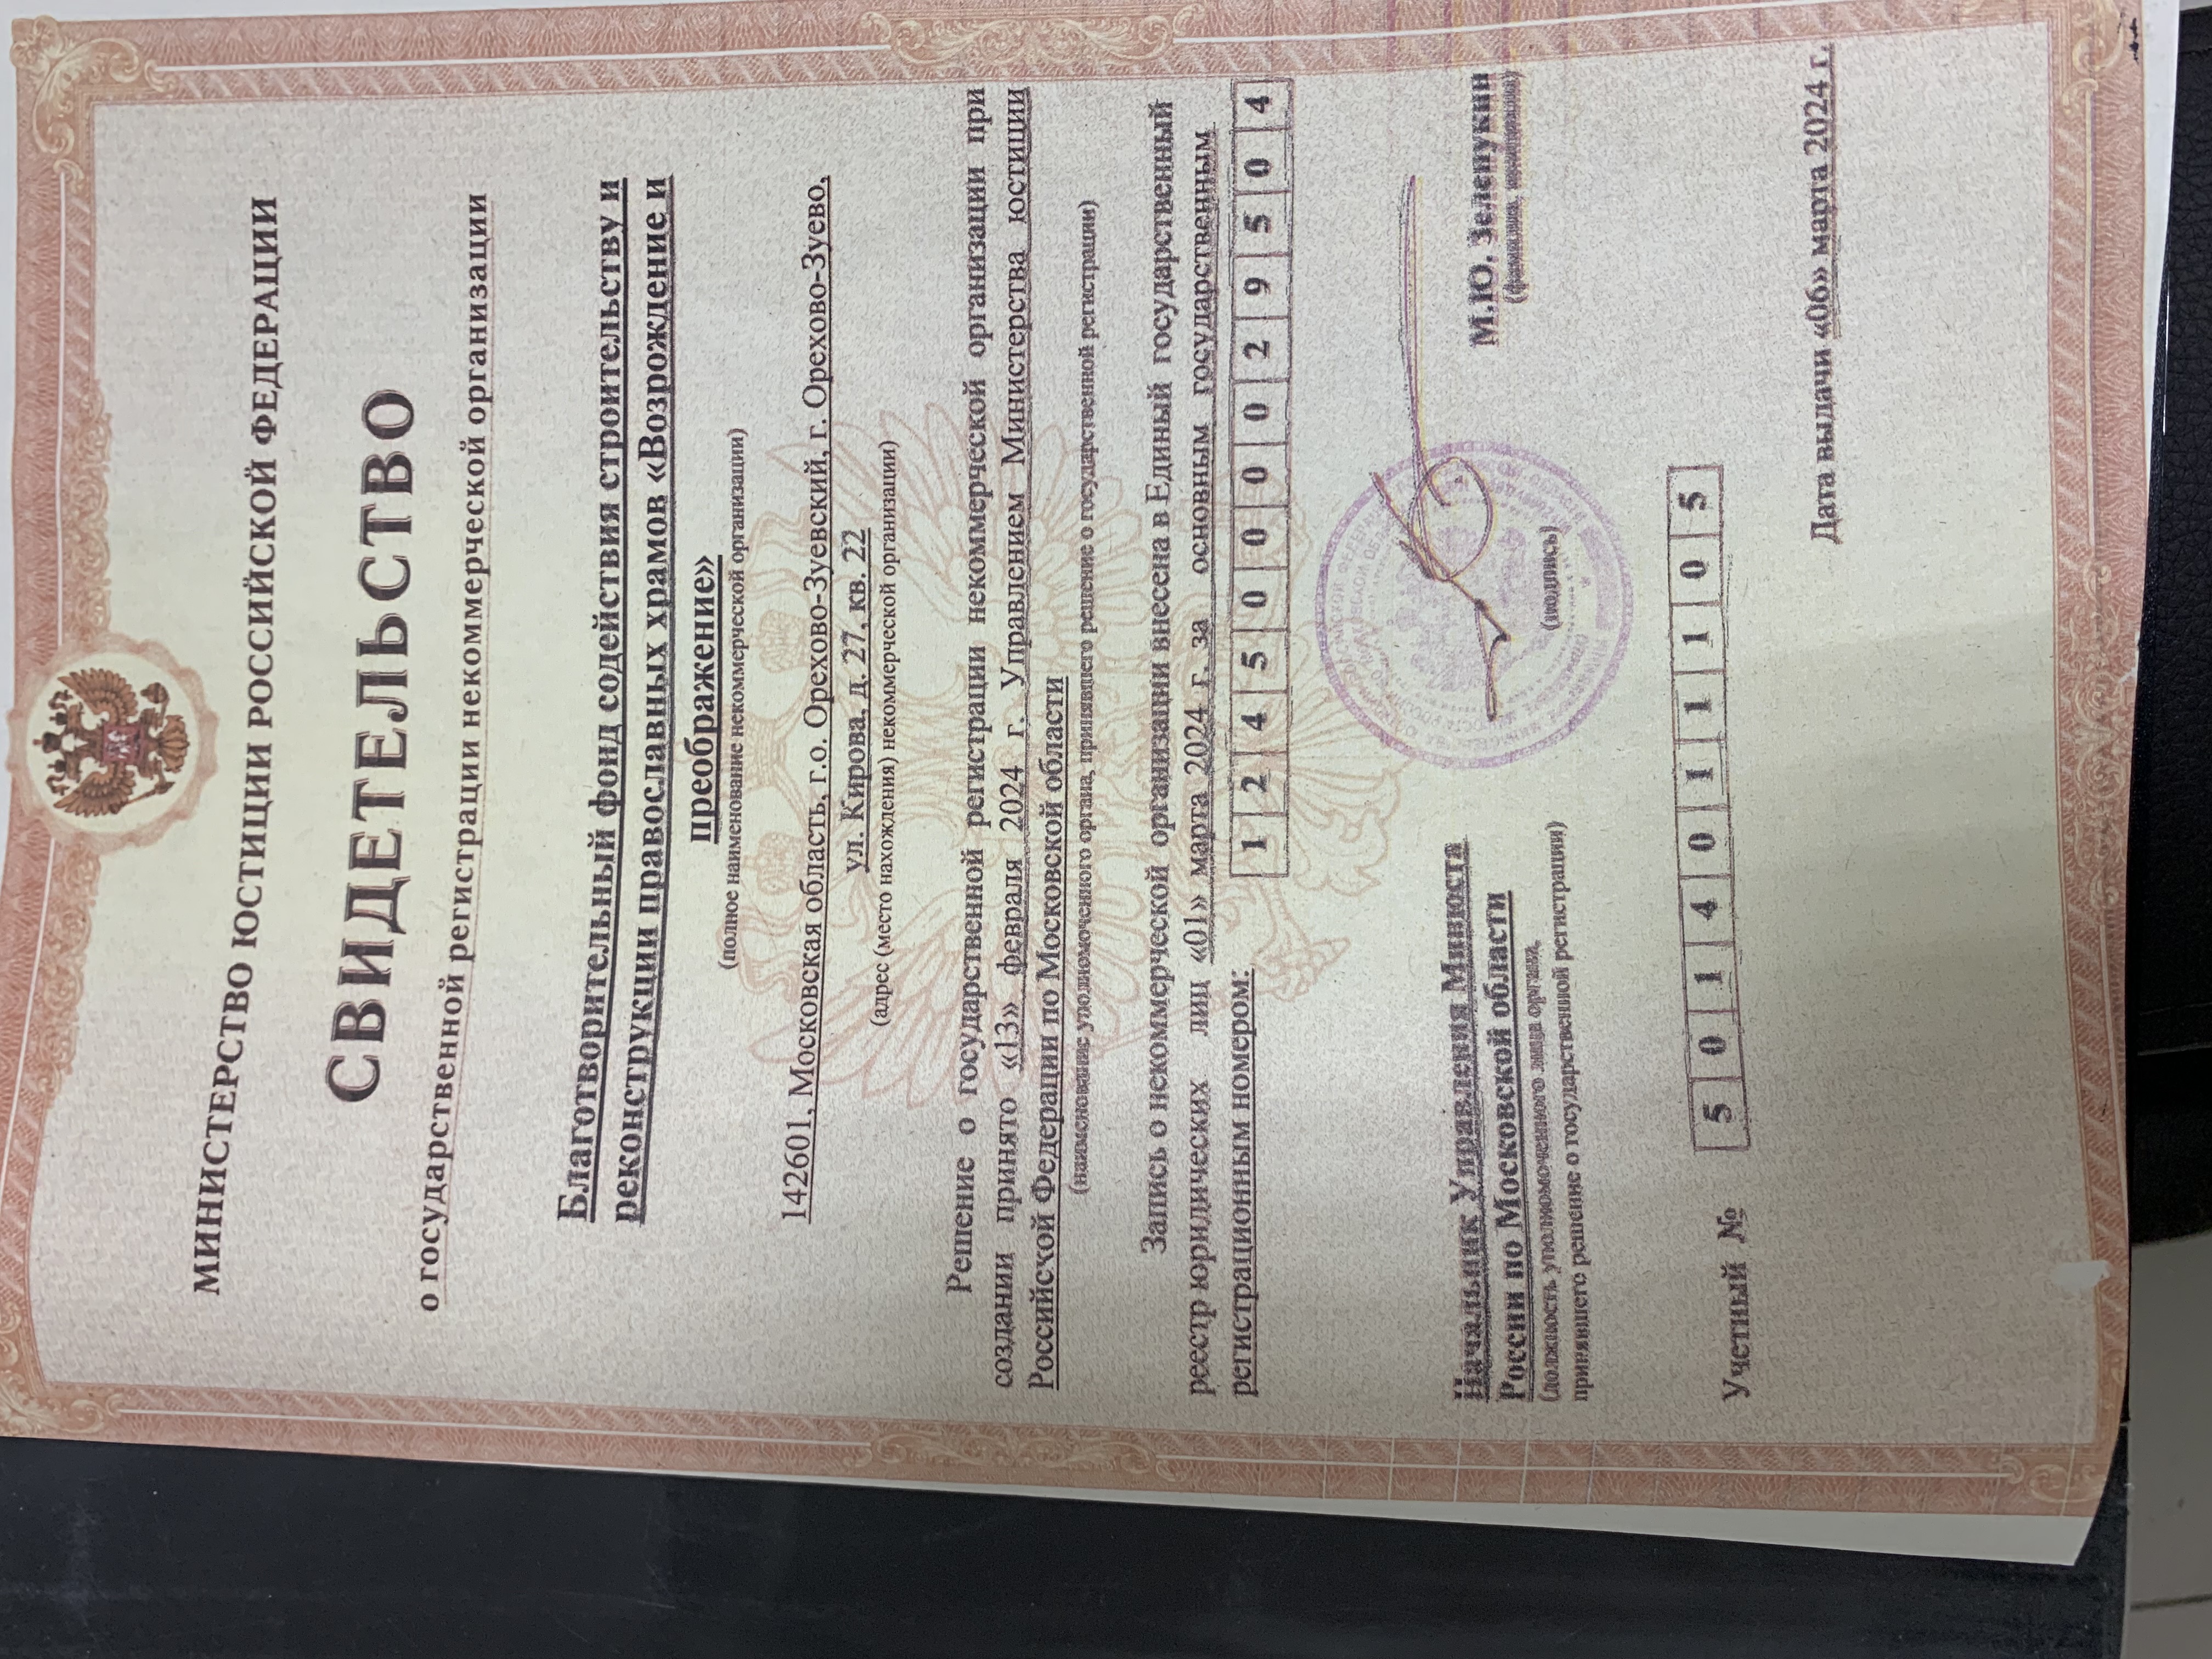 МИНИСТЕРСТВО ЮСТИЦИИ РОССИЙСКОЙ ФЕДЕРАЦИИ
СВИДЕТЕЛЬСТВО
о государственной регистрации некоммерческой организации
Благотворительный фонд содействия строительству и
реконструкции православных храмов «Возрождение и
преображение»
(полное наименование некоммерческой организации)
142601, Московская область, г.о. Орехово-Зуевский, г. Орехово-Зуево,
ул. Кирова, д. 27, кв. 22
(адрес (место нахождения) некоммерческой организации)
Решение о государственной регистрации некоммерческой организации при
создании принято «13» февраля 2024 г. Управлением Министерства юстиции
Российской Федерации по Московской области
(наименование уполномоченного органа, принявшего решение о государственной регистрации)
Запись о некоммерческой организации внесена в Единый государственный
реестр юридических лиц «01» марта 2024 г. за основным государственным
регистрационным номером: 1 2 4 5 0 0 0 0 2 9 5 0 4
Начальник Управления Минюста
России по Московской области
(должность уполномоченного лица органа,
принявшего решение о государственной регистрации)
(подпись)
М.Ю. Зеленукин
(фамилия, инициалы)
Учетный № 5 0 1 4 0 1 1 1 0 5
Дата выдачи «06» марта 2024 г.